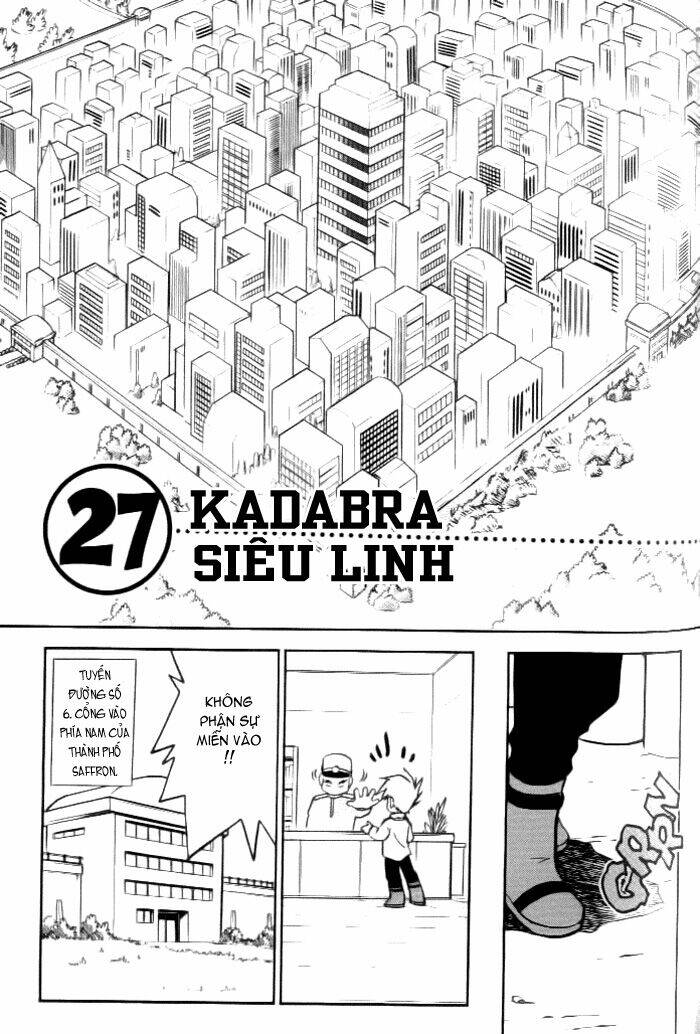 27
KADABRA
SIÊU LINH
TUYẾN
ĐƯỜNG SỐ
6. CỔNG VÀO
PHÍA NAM CỦA
THÀNH PHỐ
SAFFRON.
KHÔNG
PHẬN SỰ
MIỄN VÀO
!!